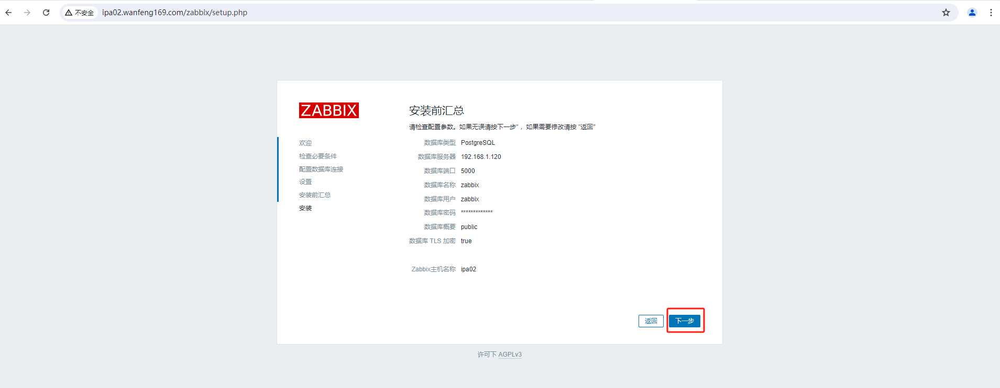 不安全 ipa02.wanfeng169.com/zabbix/setup.php
ZABBIX
欢迎
检查必要条件
配置数据库连接
设置
安装前汇总
安装
安装前汇总
请检查配置参数。如果无误请按下一步"，如果需要修改请按 "返回"
数据库类型 PostgreSQL
数据库服务器 192.168.1.120
数据库端口 5000
数据库名称 zabbix
数据库用户 zabbix
数据库密码 *************
数据库概要 public
数据库 TLS 加密 true
Zabbix主机名称 ipa02
返回 下一步
许可下 AGPLv3